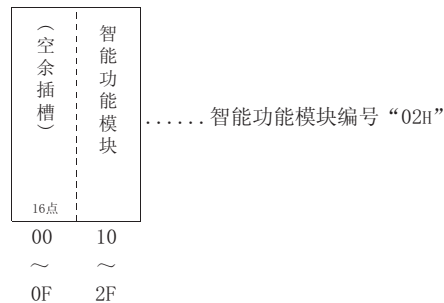 （空余插槽）
智能功能模块
......智能功能模块编号“02H”
16点
00 10
～ ～
0F 2F